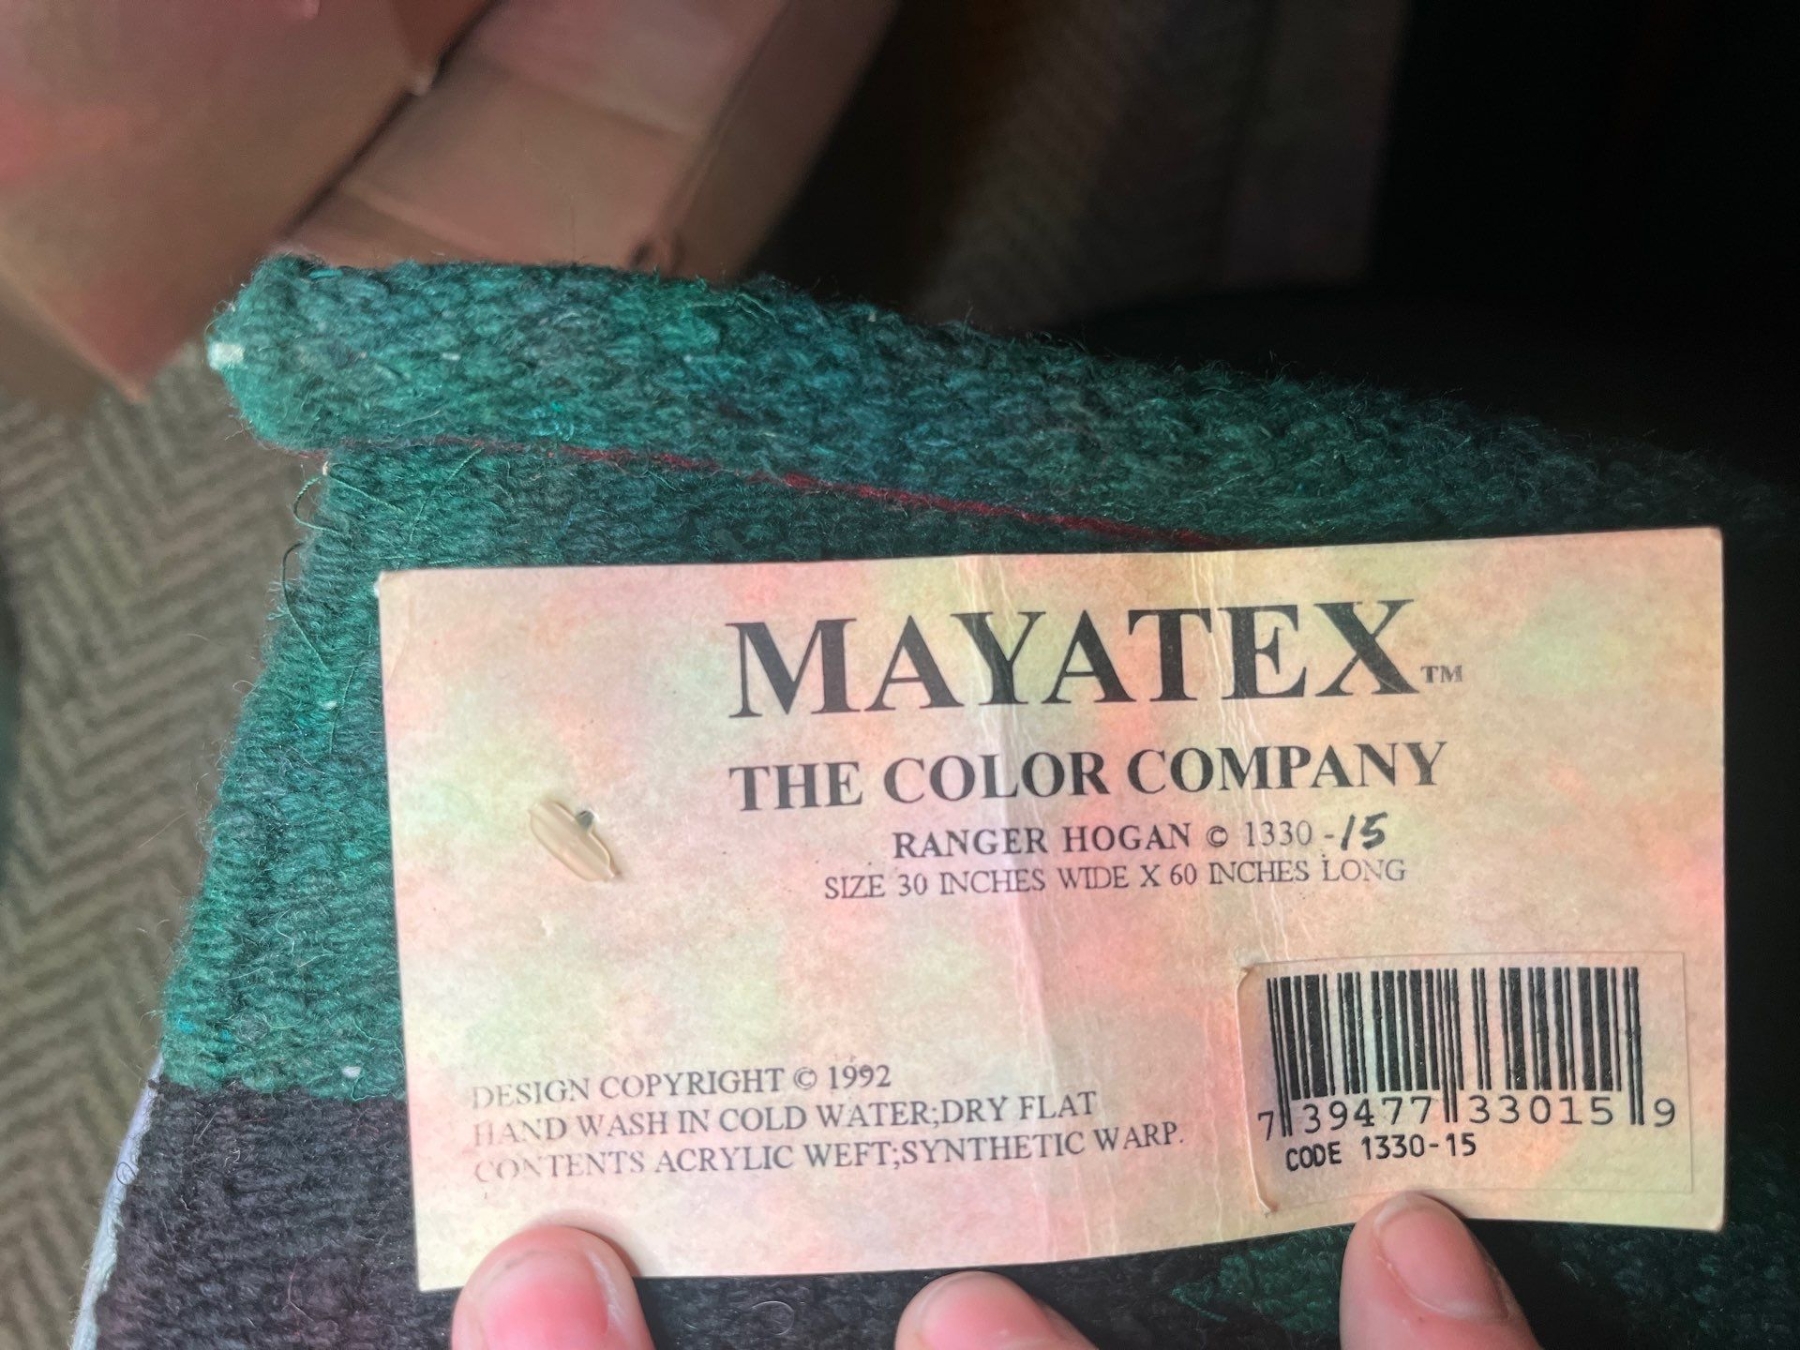 MAYATEX™
THE COLOR COMPANY
RANGER HOGAN © 1330 -15
SIZE 30 INCHES WIDE X 60 INCHES LONG
DESIGN COPYRIGHT © 1992
HAND WASH IN COLD WATER;DRY FLAT
CONTENTS ACRYLIC WEFT;SYNTHETIC WARP.
7 39477 33015 9
CODE 1330-15